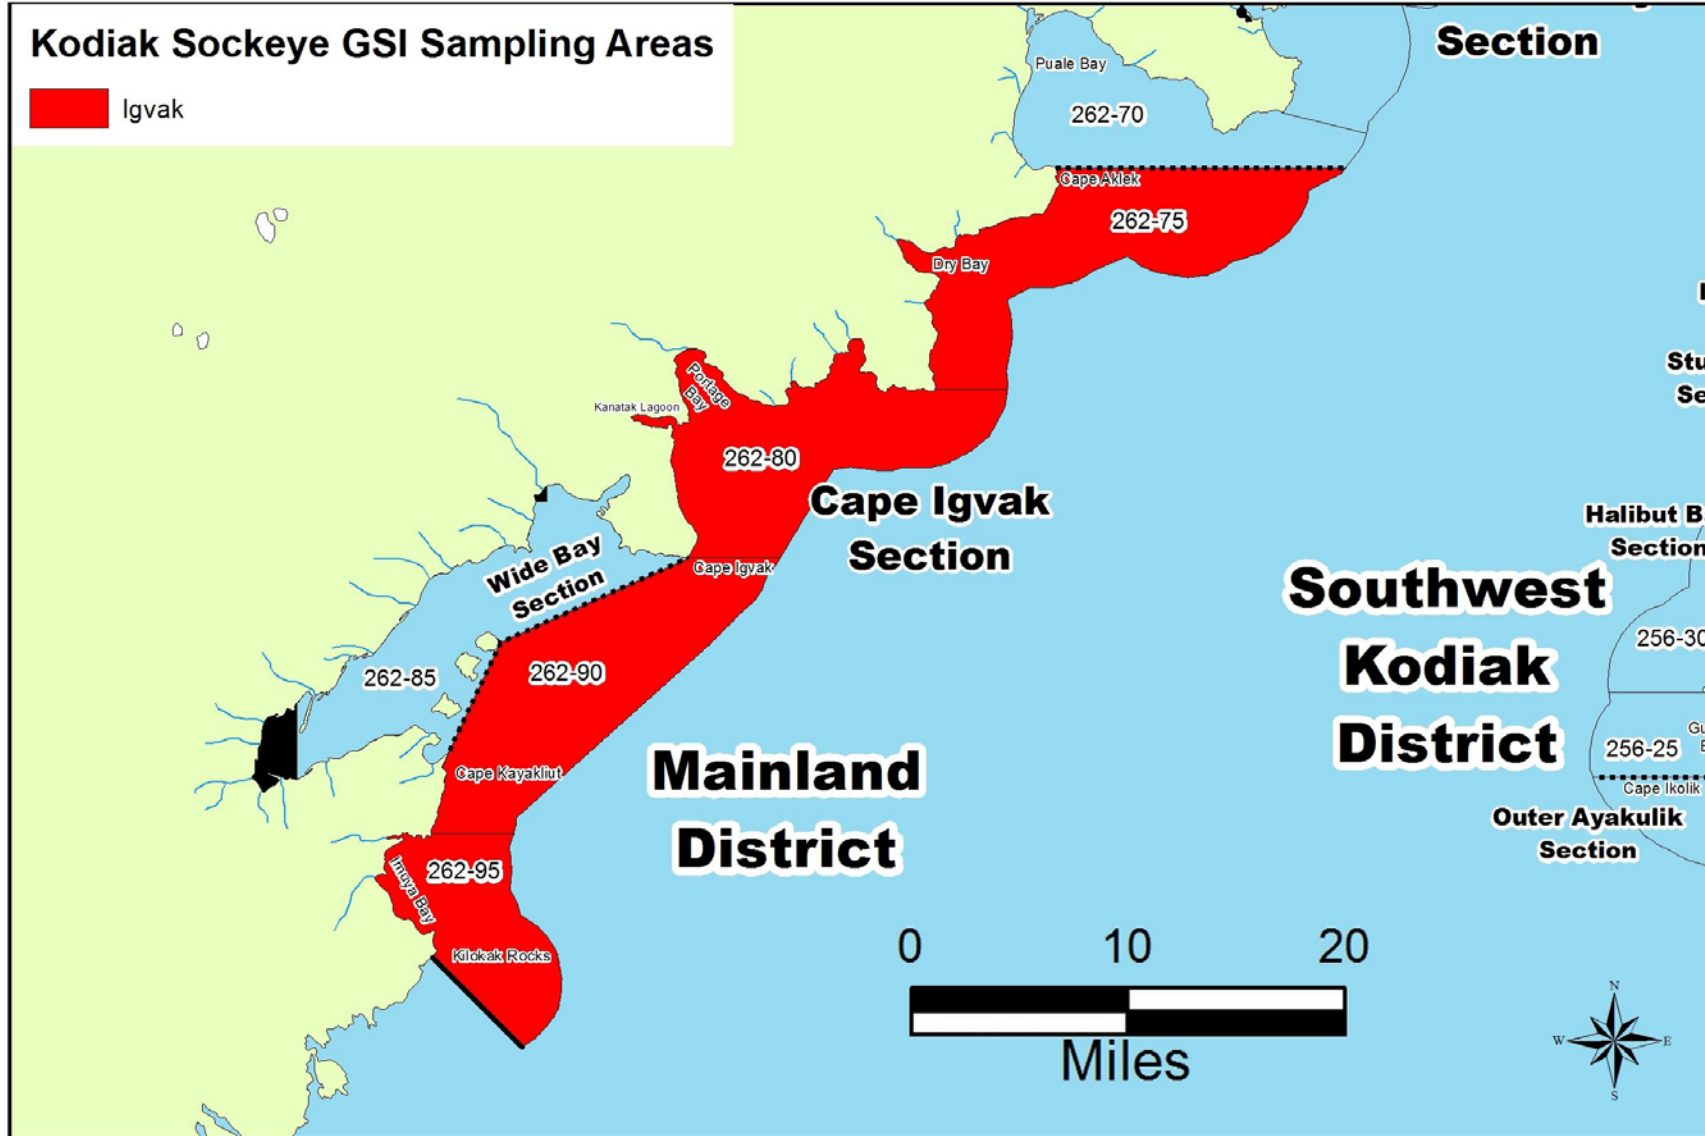 Kodiak Sockeye GSI Sampling Areas
Igvak
Section
Puale Bay
262-70
Cape Aklek
262-75
Dry Bay
Portage
Bay
Kanatak Lagoon
262-80
Cape Igvak
Section
Wide Bay
Section
Cape Igvak
262-85
262-90
Cape Kayakliut
Imuya Bay
262-95
Kilokak Rocks
Mainland
District
Stu
Se
Halibut B
Section
Southwest
Kodiak
District
256-30
256-25
Gu
Cape Ikolik
Outer Ayakulik
Section
0 10 20
Miles
N
W E
S